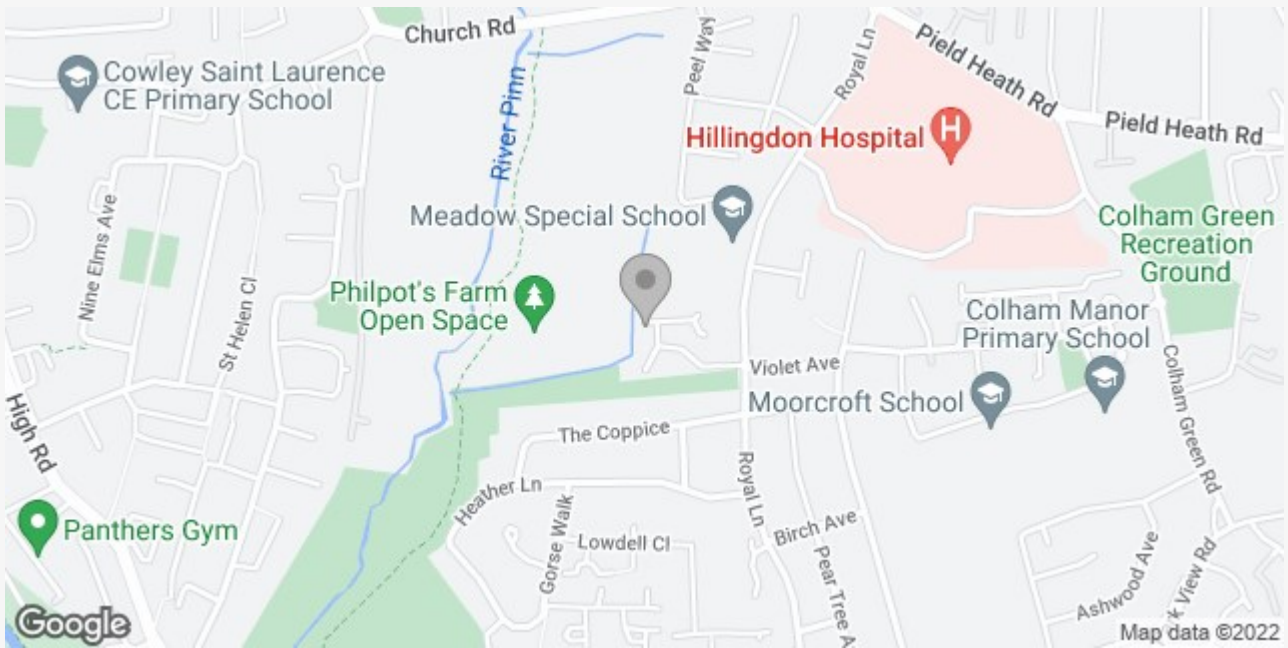 Church Rd
Cowley Saint Laurence
CE Primary School
River Pinn
Peel Way
Royal Ln
Pield Heath Rd
Pield Heath Rd
Hillingdon Hospital
H
Meadow Special School
Colham Green
Recreation
Ground
Nine Elms Ave
St Helen Cl
Philpot's Farm
Open Space
Colham Manor
Primary School
Violet Ave
Moorcroft School
Colham Green Rd
High Rd
The Coppice
Heather Ln
Gorse Walk
Royal Ln
Birch Ave
Panthers Gym
Lowdell Cl
Pear Tree A
Ashwood Ave
View Rd
Google
Map data ©2022